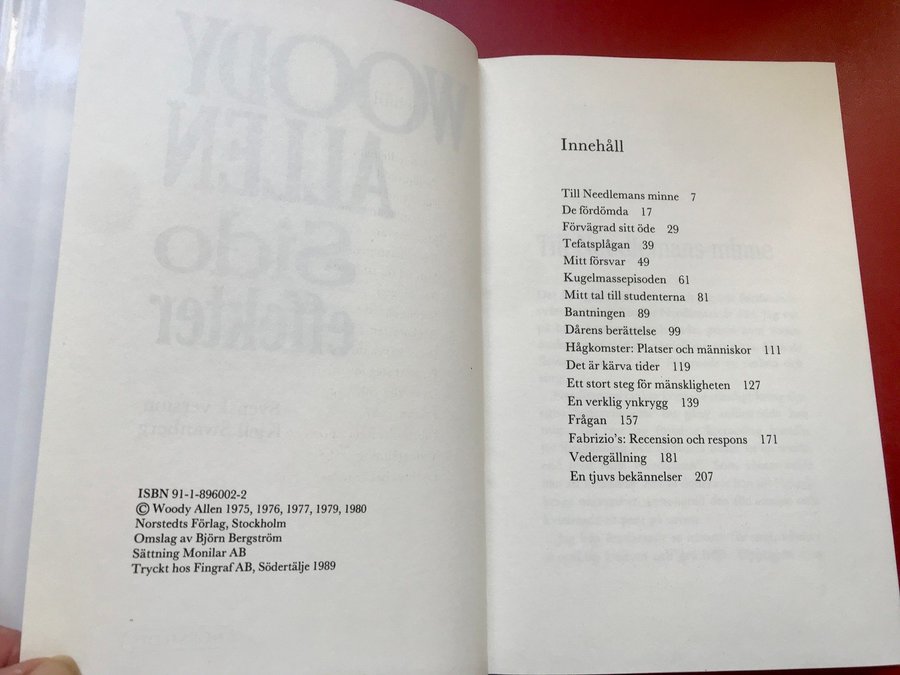 ISBN 91-1-896002-2
© Woody Allen 1975, 1976, 1977, 1979, 1980
Norstedts Förlag, Stockholm
Omslag av Björn Bergström
Sättning Monilar AB
Tryckt hos Fingraf AB, Södertälje 1989
Innehåll
Till Needlemans minne 7
De fördömda 17
Förvägrad sitt öde 29
Tefatsplågan 39
Mitt försvar 49
Kugelmassepisoden 61
Mitt tal till studenterna 81
Bantningen 89
Dårens berättelse 99
Hågkomster: Platser och människor 111
Det är kärva tider 119
Ett stort steg för mänskligheten 127
En verklig ynkrygg 139
Frågan 157
Fabrizio's: Recension och respons 171
Vedergällning 181
En tjuvs bekännelser 207